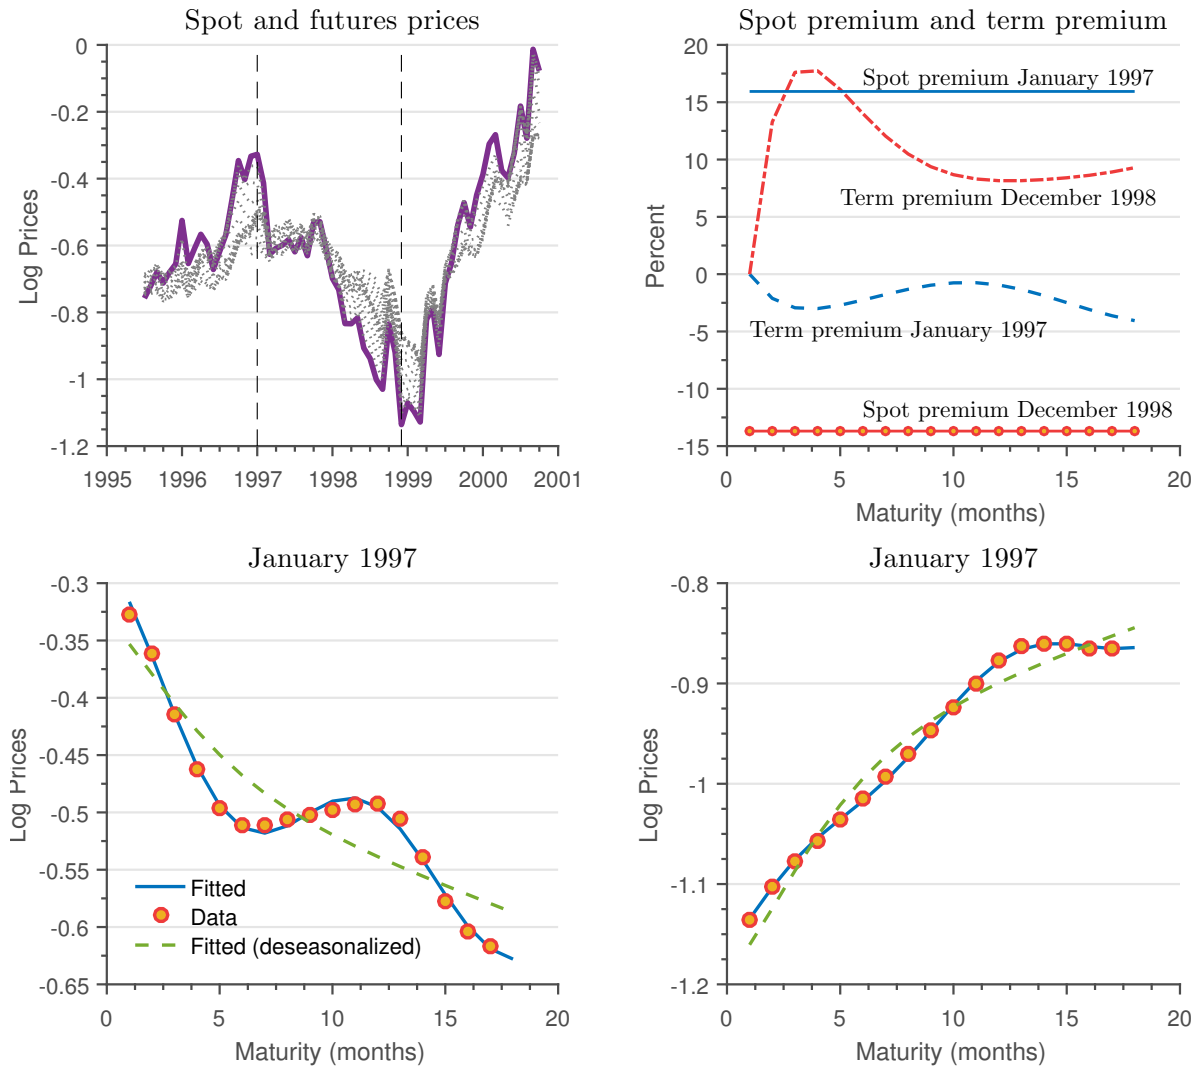 Spot and futures prices
0
-0.2
-0.4
-0.6
-0.8
-1
-1.2
Log Prices
1995 1996 1997 1998 1999 2000 2001
Spot premium and term premium
20
15
10
5
0
-5
-10
-15
Percent
Spot premium January 1997
Term premium December 1998
Term premium January 1997
Spot premium December 1998
0 5 10 15 20
Maturity (months)
January 1997
-0.3
-0.35
-0.4
-0.45
-0.5
-0.55
-0.6
-0.65
Log Prices
Fitted
Data
Fitted (deseasonalized)
0 5 10 15 20
Maturity (months)
January 1997
-0.8
-0.9
-1
-1.1
-1.2
Log Prices
0 5 10 15 20
Maturity (months)